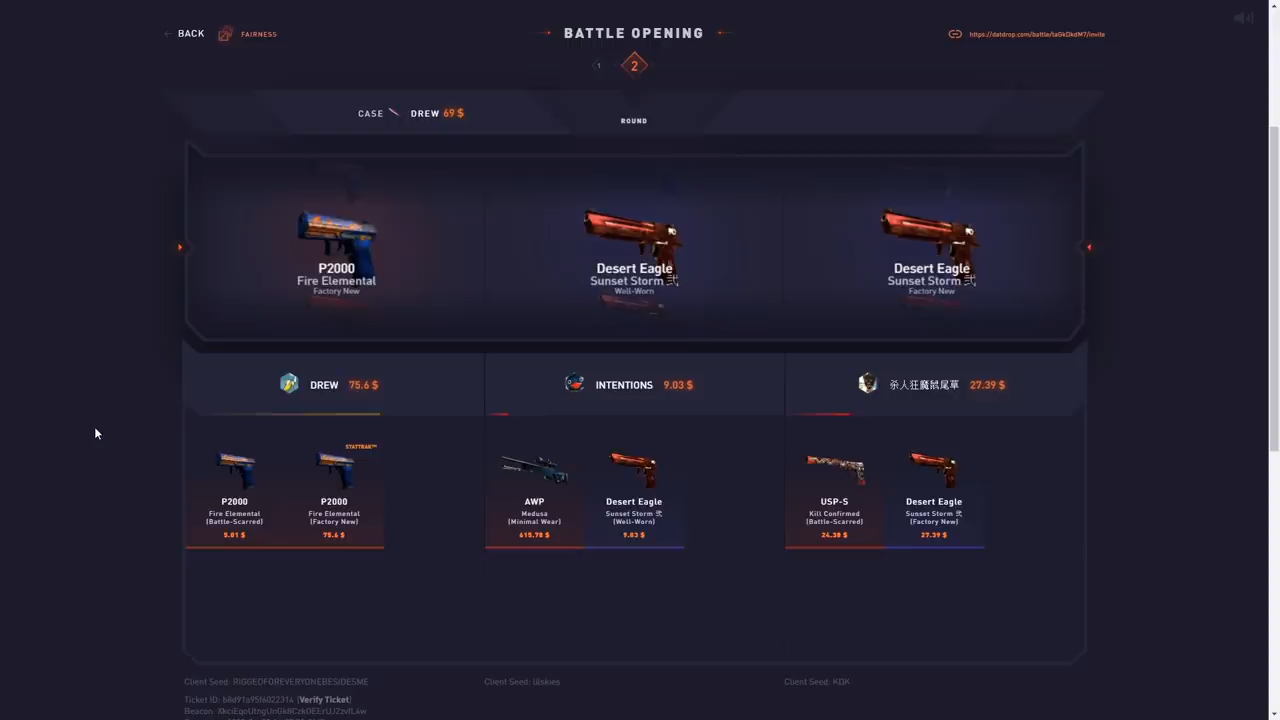 ← BACK
FAIRNESS
BATTLE OPENING
https://datdrop.com/battle/taGkDkdM7/invite
1
2
CASE
DREW 69 $
ROUND
P2000
Fire Elemental
Factory New
Desert Eagle
Sunset Storm 弐
Well-Worn
Desert Eagle
Sunset Storm 弐
Factory New
DREW 75.6 $
INTENTIONS 9.03 $
杀人狂魔鼠尾草 27.39 $
P2000
Fire Elemental
(Battle-Scarred)
5.01 $
STATTRAK™
P2000
Fire Elemental
(Factory New)
75.6 $
AWP
Medusa
(Minimal Wear)
615.78 $
Desert Eagle
Sunset Storm 弐
(Well-Worn)
9.03 $
USP-S
Kill Confirmed
(Battle-Scarred)
24.38 $
Desert Eagle
Sunset Storm 弐
(Factory New)
27.39 $
Client Seed: RIGGEDFOREVERYONEBESIDESME
Client Seed: lilskies
Client Seed: KDK
Ticket ID: b8d91a95f6022314 (Verify Ticket)